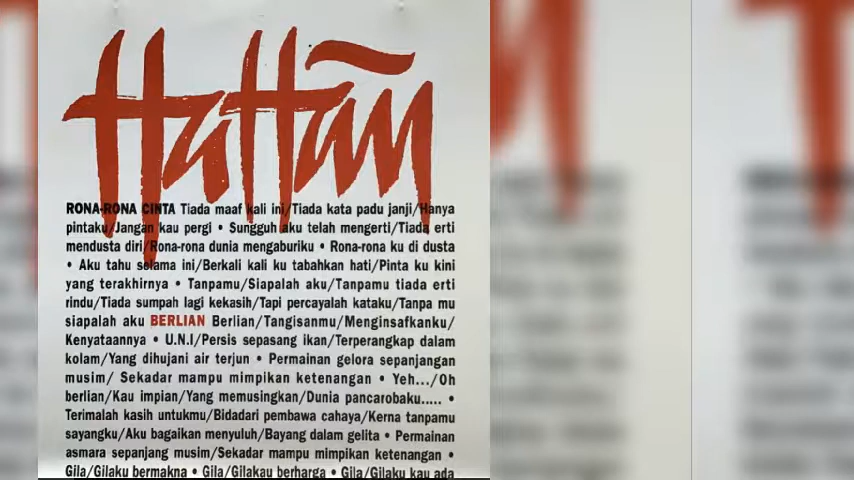 Hattan
RONA-RONA CINTA Tiada maaf kali ini/Tiada kata padu janji/Hanya
pintaku/Jangan kau pergi • Sungguh aku telah mengerti/Tiada erti
mendusta diri/Rona-rona dunia mengaburiku • Rona-rona ku di dusta
• Aku tahu selama ini/Berkali kali ku tabahkan hati/Pinta ku kini
yang terakhirnya • Tanpamu/Siapalah aku/Tanpamu tiada erti
rindu/Tiada sumpah lagi kekasih/Tapi percayalah kataku/Tanpa mu
siapalah aku BERLIAN Berlian/Tangisanmu/Menginsafkanku/
Kenyataannya • U.N.I/Persis sepasang ikan/Terperangkap dalam
kolam/Yang dihujani air terjun • Permainan gelora sepanjangan
musim/ Sekadar mampu mimpikan ketenangan • Yeh.../Oh
berlian/Kau impian/Yang memusingkan/Dunia pancarobaku..... •
Terimalah kasih untukmu/Bidadari pembawa cahaya/Kerna tanpamu
sayangku/Aku bagaikan menyuluh/Bayang dalam gelita • Permainan
asmara sepanjang musim/Sekadar mampu mimpikan ketenangan •
Gila/Gilaku bermakna • Gila/Gilakau berharga • Gila/Gilaku kau ada